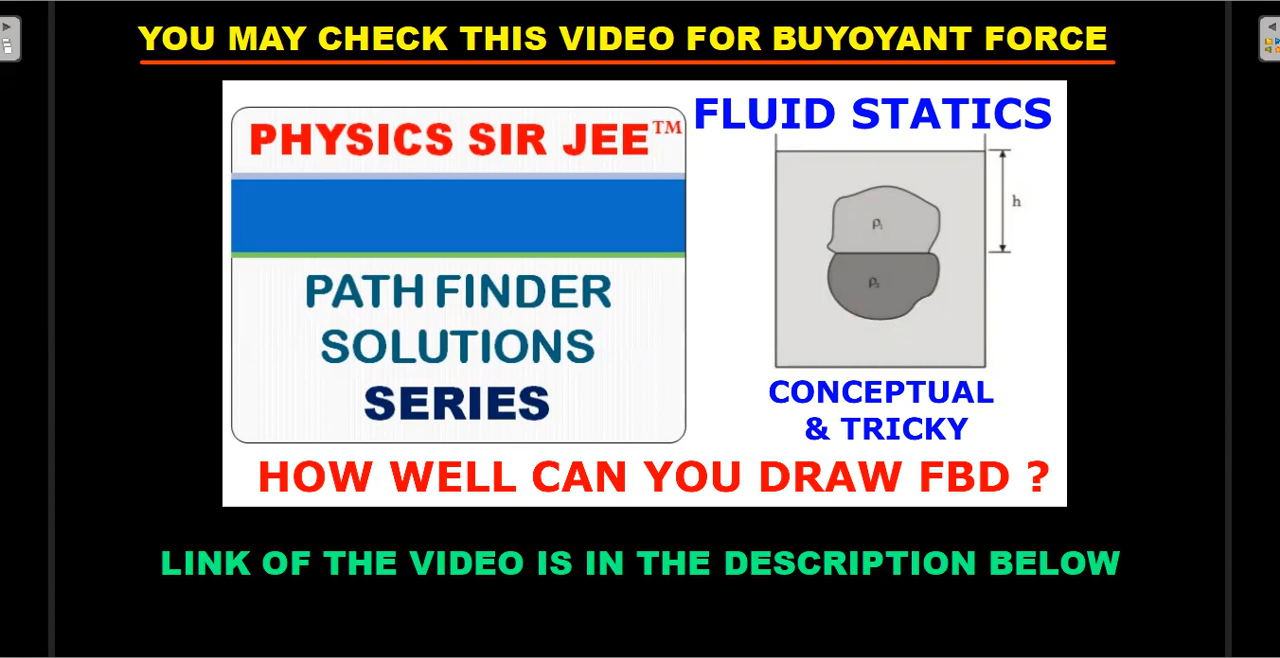 YOU MAY CHECK THIS VIDEO FOR BUYOYANT FORCE
PHYSICS SIR JEE™
PATH FINDER
SOLUTIONS
SERIES
FLUID STATICS
h
ρ₁
ρ₂
CONCEPTUAL
& TRICKY
HOW WELL CAN YOU DRAW FBD ?
LINK OF THE VIDEO IS IN THE DESCRIPTION BELOW